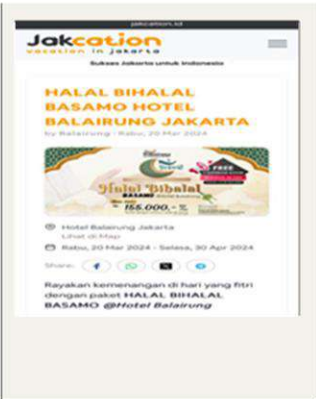 jakcation.id
Jakcation
vacation in jakarta
Sukses Jakarta untuk Indonesia
HALAL BIHALAL
BASAMO HOTEL
BALAIRUNG JAKARTA
by Balairung - Rabu, 20 Mar 2024
Halal Bihalal
BASAMO
155.000,-
FREE
Hotel Balairung Jakarta
Lihat di Map
Rabu, 20 Mar 2024 - Selasa, 30 Apr 2024
Share:
Rayakan kemenangan di hari yang fitri
dengan paket HALAL BIHALAL
BASAMO @Hotel Balairung